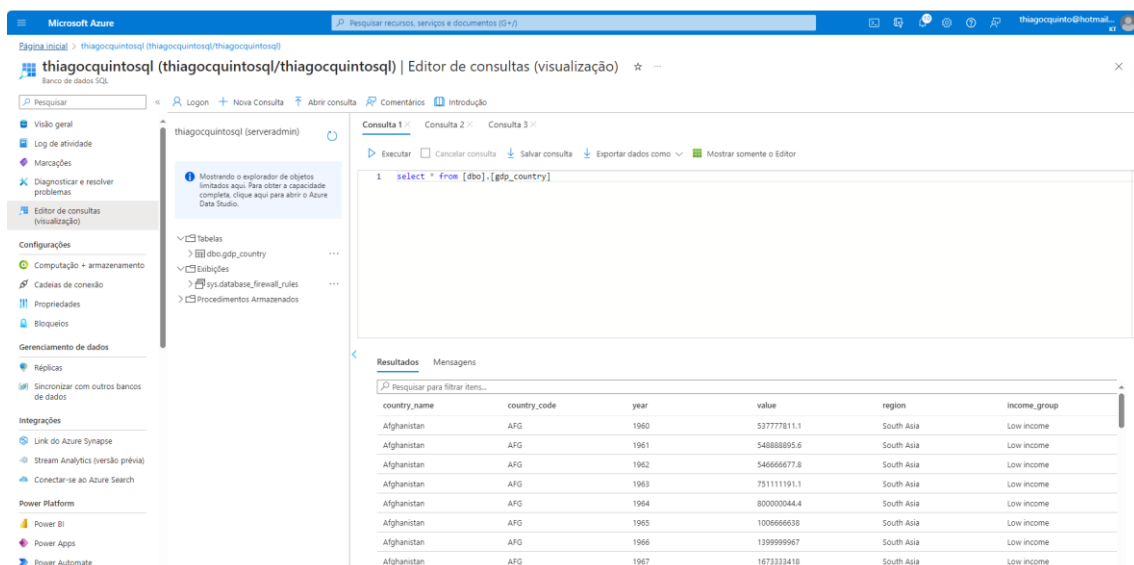 Microsoft Azure
Pesquisar recursos, serviços e documentos (G+/)
thiagocquinto@hotmail...
Página inicial > thiagocquintosql (thiagocquintosql/thiagocquintosql)
thiagocquintosql (thiagocquintosql/thiagocquintosql) | Editor de consultas (visualização)
Banco de dados SQL
Pesquisar
Visão geral
Log de atividade
Marcações
Diagnosticar e resolver
problemas
Editor de consultas
(visualização)
Configurações
Computação + armazenamento
Cadeias de conexão
Propriedades
Bloqueios
Gerenciamento de dados
Réplicas
Sincronizar com outros bancos
de dados
Integrações
Link do Azure Synapse
Stream Analytics (versão prévia)
Conectar-se ao Azure Search
Power Platform
Power BI
Power Apps
Power Automate
Logon Nova Consulta Abrir consulta Comentários Introdução
thiagocquintosql (serveradmin)
Mostrando o explorador de objetos
limitados aqui. Para obter a capacidade
completa, clique aqui para abrir o Azure
Data Studio.
Tabelas
dbo.gdp_country
Exibições
sys.database_firewall_rules
Procedimentos Armazenados
Consulta 1 Consulta 2 Consulta 3
Executar Cancelar consulta Salvar consulta Exportar dados como Mostrar somente o Editor
1 select * from [dbo].[gdp_country]
Resultados Mensagens
Pesquisar para filtrar itens...
country_name country_code year value region income_group
Afghanistan AFG 1960 537777811.1 South Asia Low income
Afghanistan AFG 1961 548888895.6 South Asia Low income
Afghanistan AFG 1962 546666677.8 South Asia Low income
Afghanistan AFG 1963 751111191.1 South Asia Low income
Afghanistan AFG 1964 800000044.4 South Asia Low income
Afghanistan AFG 1965 1006666638 South Asia Low income
Afghanistan AFG 1966 1399999967 South Asia Low income
Afghanistan AFG 1967 1673333418 South Asia Low income